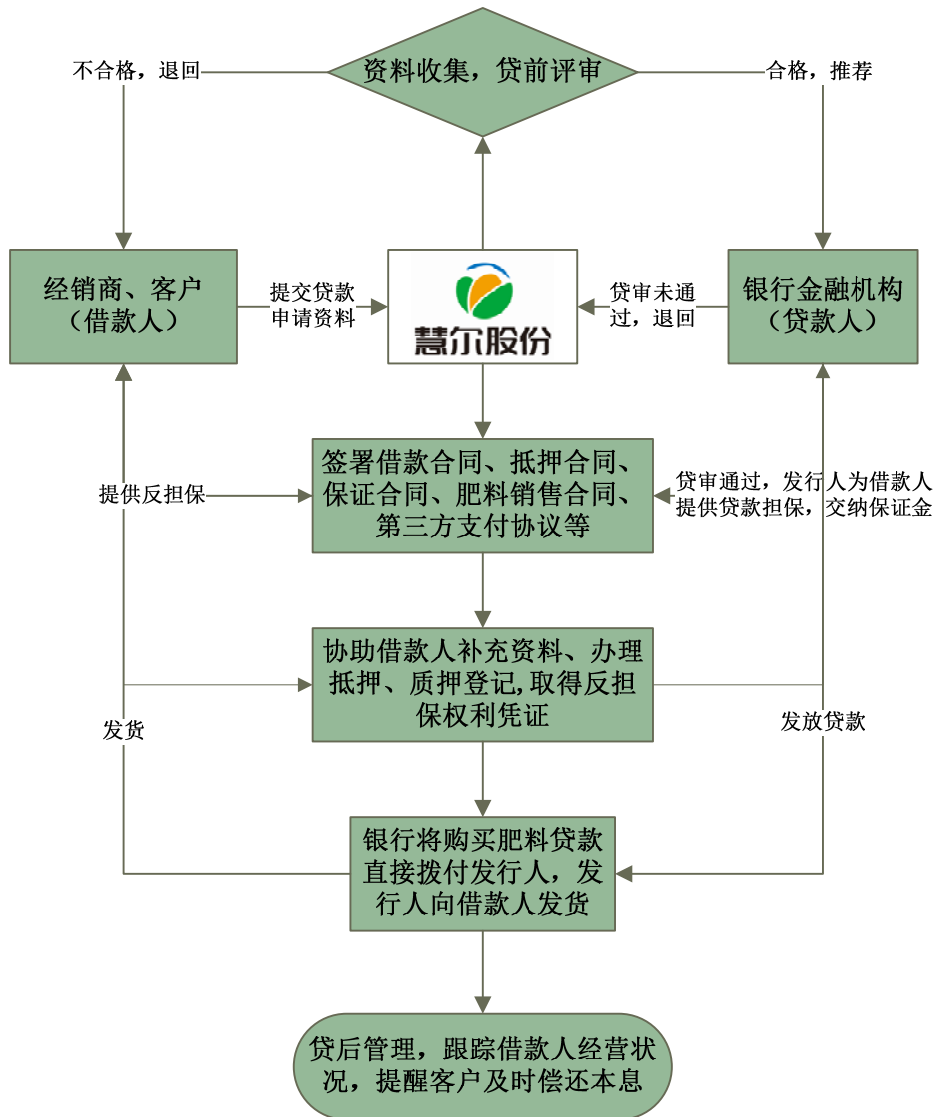 资料收集，贷前评审
不合格，退回
合格，推荐
经销商、客户
（借款人）
提交贷款
申请资料
慧尔股份
贷审未通
过，退回
银行金融机构
（贷款人）
签署借款合同、抵押合同、
保证合同、肥料销售合同、
第三方支付协议等
提供反担保
贷审通过，发行人为借款人
提供贷款担保，交纳保证金
协助借款人补充资料、办理
抵押、质押登记,取得反担
保权利凭证
发货
发放贷款
银行将购买肥料贷款
直接拨付发行人，发
行人向借款人发货
贷后管理，跟踪借款人经营状
况，提醒客户及时偿还本息